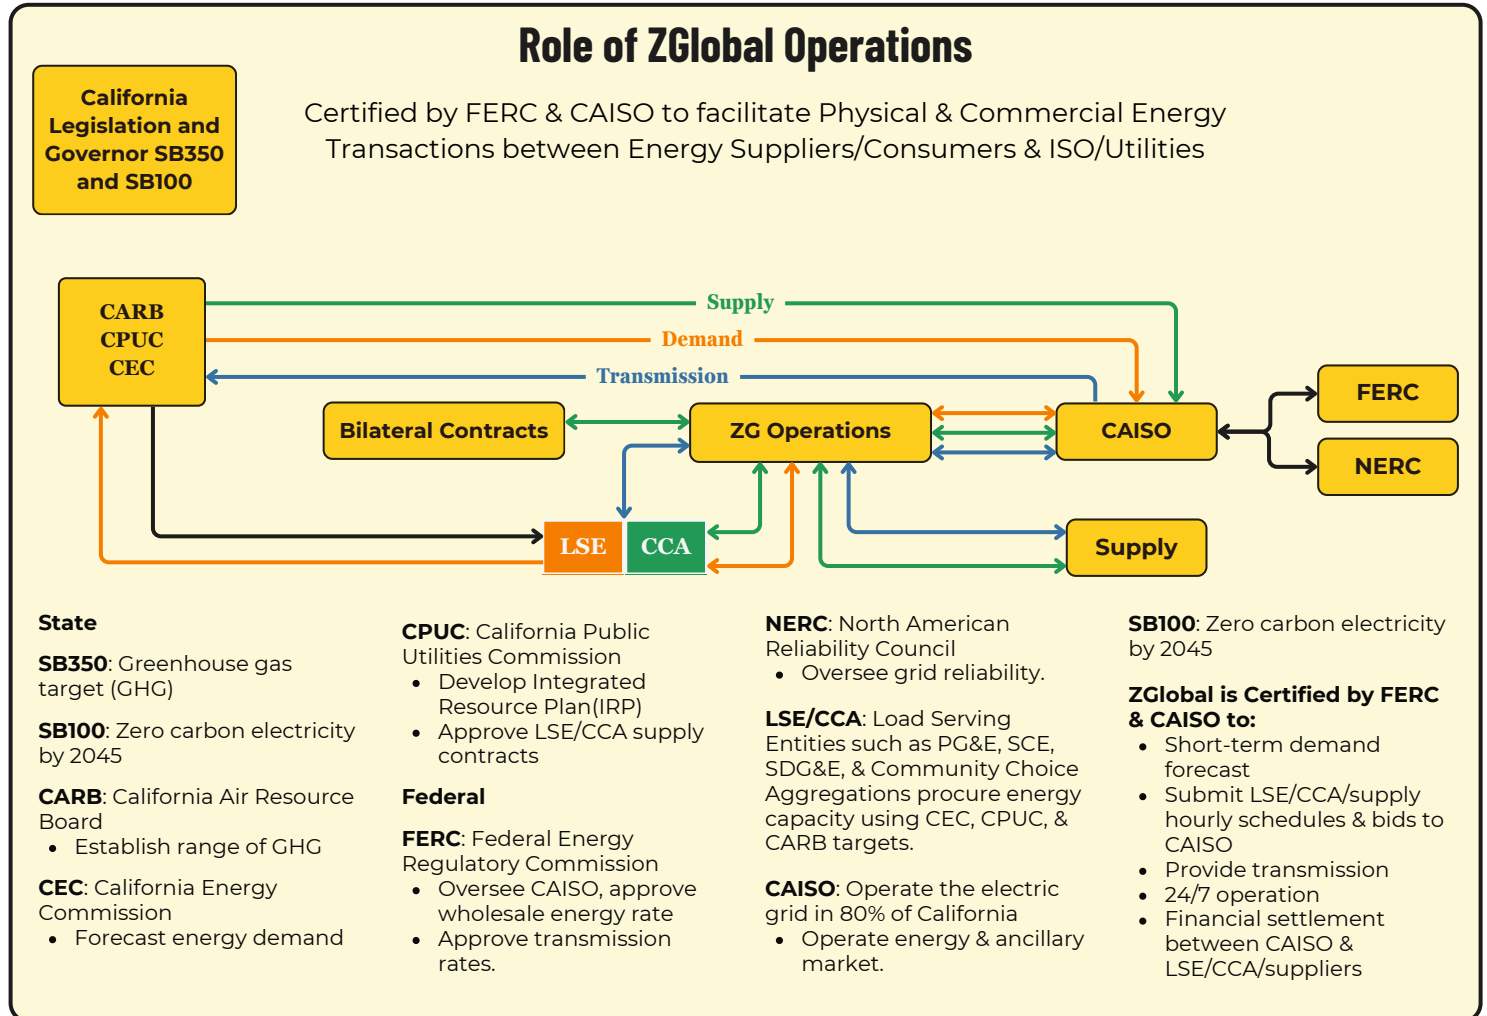 Role of ZGlobal Operations
California
Legislation and
Governor SB350
and SB100
Certified by FERC & CAISO to facilitate Physical & Commercial Energy
Transactions between Energy Suppliers/Consumers & ISO/Utilities
CARB
CPUC
CEC
Supply
Demand
Transmission
Bilateral Contracts
ZG Operations
CAISO
FERC
NERC
LSE
CCA
Supply
State
SB350: Greenhouse gas
target (GHG)
SB100: Zero carbon electricity
by 2045
CARB: California Air Resource
Board
• Establish range of GHG
CEC: California Energy
Commission
• Forecast energy demand
CPUC: California Public
Utilities Commission
• Develop Integrated
Resource Plan(IRP)
• Approve LSE/CCA supply
contracts
Federal
FERC: Federal Energy
Regulatory Commission
• Oversee CAISO, approve
wholesale energy rate
• Approve transmission
rates.
NERC: North American
Reliability Council
• Oversee grid reliability.
LSE/CCA: Load Serving
Entities such as PG&E, SCE,
SDG&E, & Community Choice
Aggregations procure energy
capacity using CEC, CPUC, &
CARB targets.
CAISO: Operate the electric
grid in 80% of California
• Operate energy & ancillary
market.
SB100: Zero carbon electricity
by 2045
ZGlobal is Certified by FERC
& CAISO to:
• Short-term demand
forecast
• Submit LSE/CCA/supply
hourly schedules & bids to
CAISO
• Provide transmission
• 24/7 operation
• Financial settlement
between CAISO &
LSE/CCA/suppliers